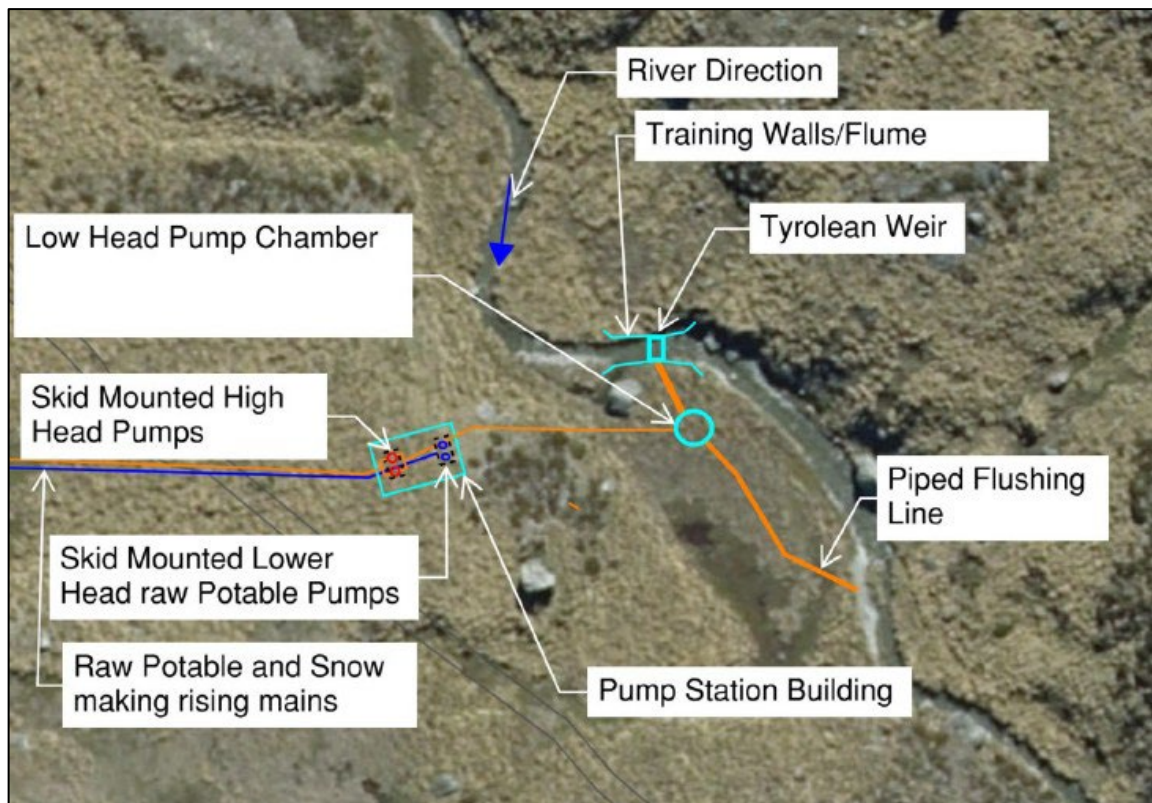 River Direction
Training Walls/Flume
Low Head Pump Chamber
Tyrolean Weir
Skid Mounted High
Head Pumps
Piped Flushing
Line
Skid Mounted Lower
Head raw Potable Pumps
Raw Potable and Snow
making rising mains
Pump Station Building